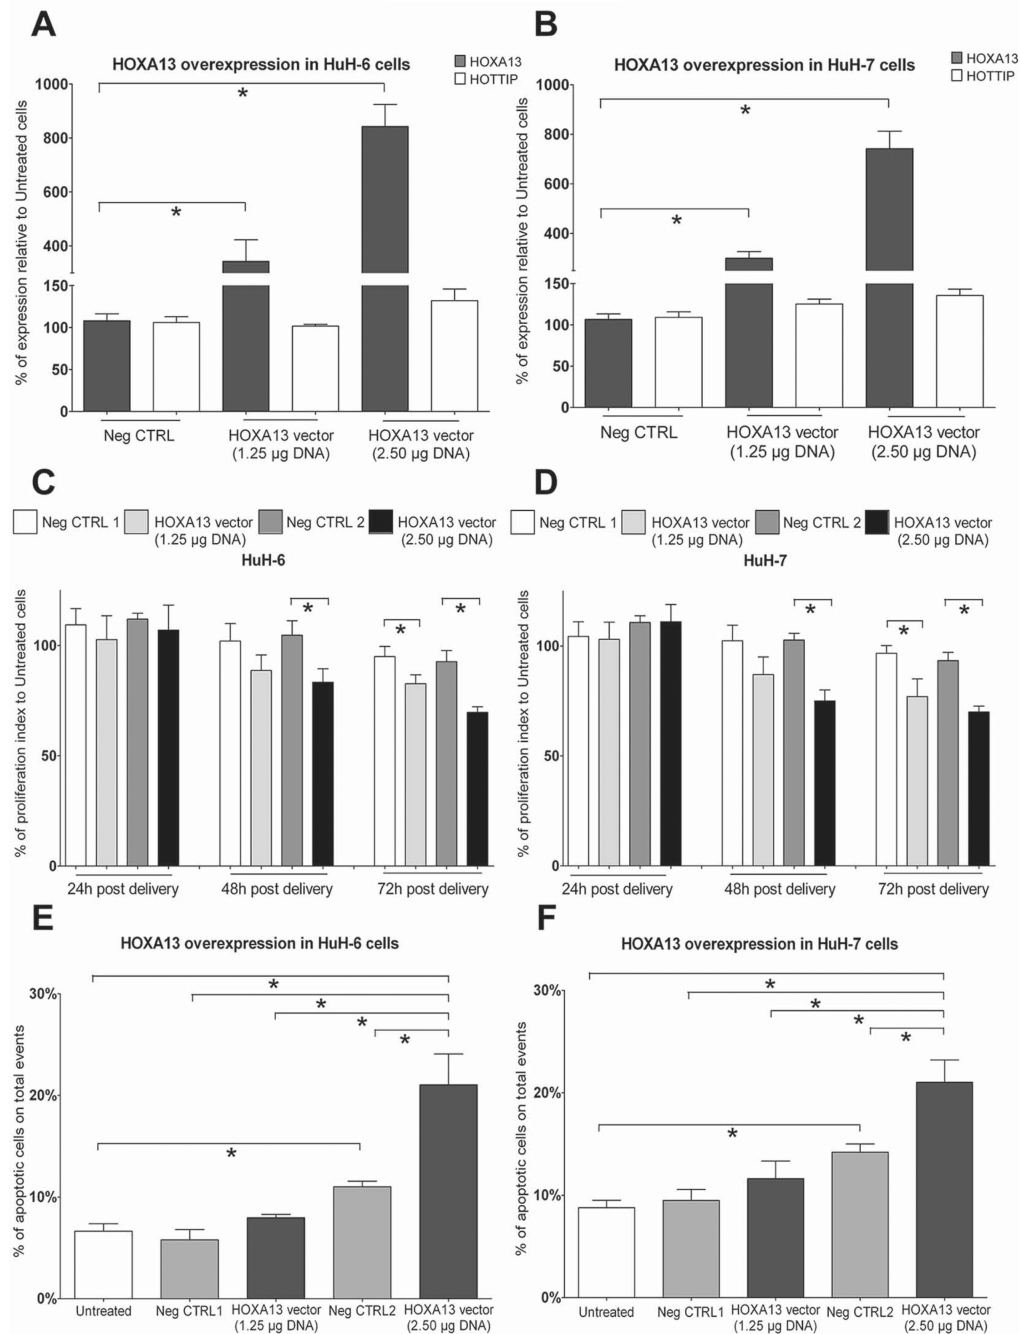 A
HOXA13 overexpression in HuH-6 cells
HOXA13
HOTTIP
% of expression relative to Untreated cells
1000
800
600
400
150
100
50
0
*
*
Neg CTRL
HOXA13 vector
(1.25 µg DNA)
HOXA13 vector
(2.50 µg DNA)
B
HOXA13 overexpression in HuH-7 cells
HOXA13
HOTTIP
% of expression relative to Untreated cells
1000
800
600
400
150
100
50
0
*
*
Neg CTRL
HOXA13 vector
(1.25 µg DNA)
HOXA13 vector
(2.50 µg DNA)
C
Neg CTRL 1
HOXA13 vector
(1.25 µg DNA)
Neg CTRL 2
HOXA13 vector
(2.50 µg DNA)
HuH-6
% of proliferation index to Untreated cells
100
50
0
*
*
*
24h post delivery
48h post delivery
72h post delivery
D
Neg CTRL 1
HOXA13 vector
(1.25 µg DNA)
Neg CTRL 2
HOXA13 vector
(2.50 µg DNA)
HuH-7
% of proliferation index to Untreated cells
100
50
0
*
*
*
24h post delivery
48h post delivery
72h post delivery
E
HOXA13 overexpression in HuH-6 cells
% of apoptotic cells on total events
30%
20%
10%
0%
*
*
*
*
*
Untreated
Neg CTRL1
HOXA13 vector
(1.25 µg DNA)
Neg CTRL2
HOXA13 vector
(2.50 µg DNA)
F
HOXA13 overexpression in HuH-7 cells
% of apoptotic cells on total events
30%
20%
10%
0%
*
*
*
*
*
Untreated
Neg CTRL1
HOXA13 vector
(1.25 µg DNA)
Neg CTRL2
HOXA13 vector
(2.50 µg DNA)